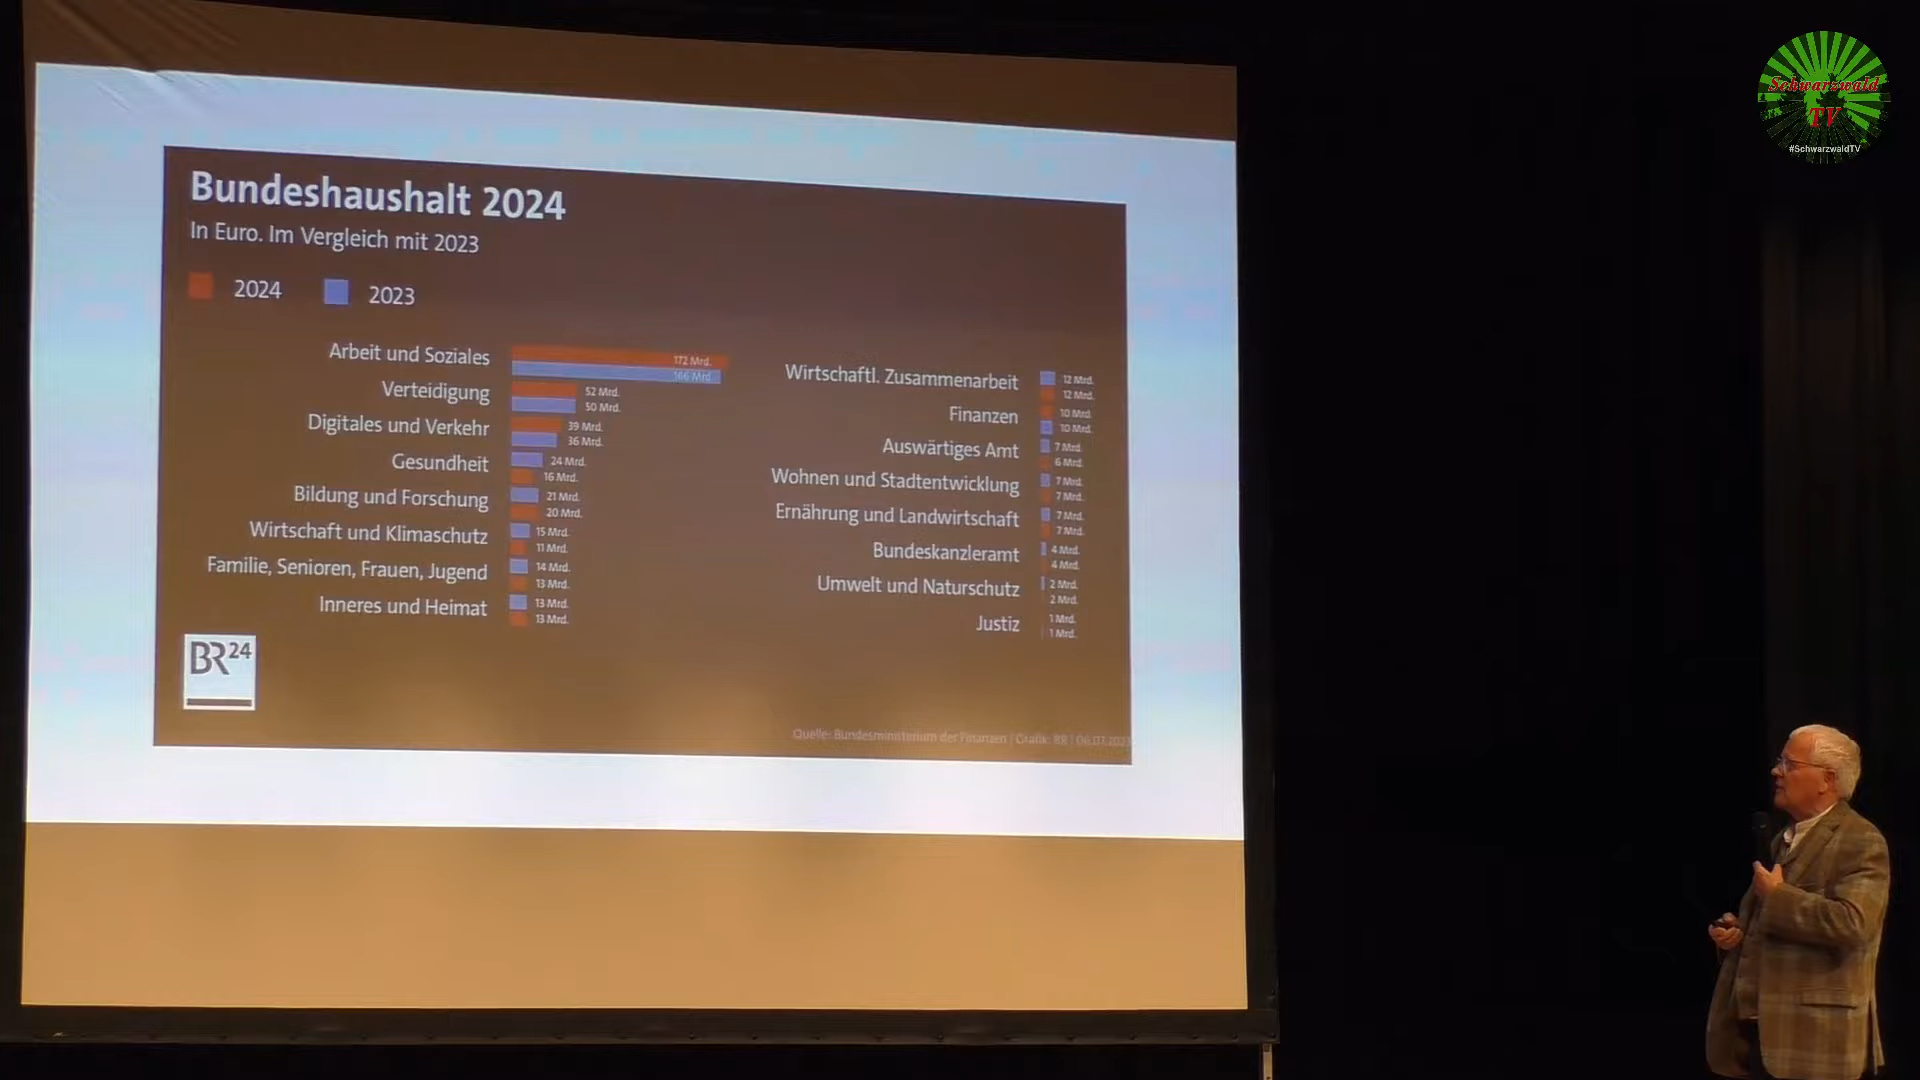 Schwarzwald
TV
#SchwarzwaldTV
Bundeshaushalt 2024
In Euro. Im Vergleich mit 2023
2024
2023
Arbeit und Soziales
172 Mrd.
166 Mrd.
Verteidigung
52 Mrd.
50 Mrd.
Digitales und Verkehr
39 Mrd.
36 Mrd.
Gesundheit
24 Mrd.
16 Mrd.
Bildung und Forschung
21 Mrd.
20 Mrd.
Wirtschaft und Klimaschutz
15 Mrd.
11 Mrd.
Familie, Senioren, Frauen, Jugend
14 Mrd.
13 Mrd.
Inneres und Heimat
13 Mrd.
13 Mrd.
Wirtschaftl. Zusammenarbeit
12 Mrd.
12 Mrd.
Finanzen
10 Mrd.
10 Mrd.
Auswärtiges Amt
7 Mrd.
6 Mrd.
Wohnen und Stadtentwicklung
7 Mrd.
7 Mrd.
Ernährung und Landwirtschaft
7 Mrd.
7 Mrd.
Bundeskanzleramt
4 Mrd.
4 Mrd.
Umwelt und Naturschutz
2 Mrd.
2 Mrd.
Justiz
1 Mrd.
1 Mrd.
BR24
Quelle: Bundesministerium der Finanzen | Grafik: BR |